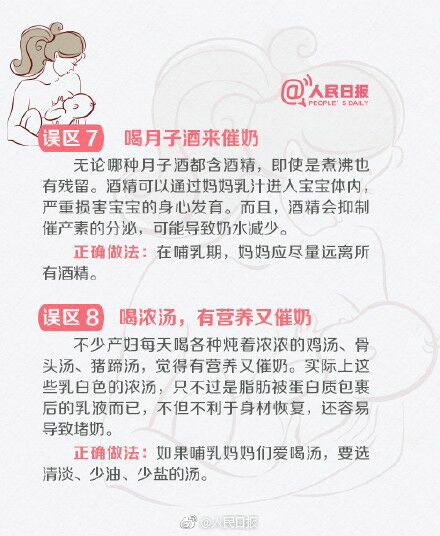 @人民日报
PEOPLE'S DAILY
误区7 喝月子酒来催奶
无论哪种月子酒都含酒精，即使是煮沸也
有残留。酒精可以通过妈妈乳汁进入宝宝体内，
严重损害宝宝的身心发育。而且，酒精会抑制
催产素的分泌，可能导致奶水减少。
正确做法：在哺乳期，妈妈应尽量远离所
有酒精。
误区8 喝浓汤，有营养又催奶
不少产妇每天喝各种炖着浓浓的鸡汤、骨
头汤、猪蹄汤，觉得有营养又催奶。实际上这
些乳白色的浓汤，只不过是脂肪被蛋白质包裹
后的乳液而已，不但不利于身材恢复，还容易
导致堵奶。
正确做法：如果哺乳妈妈们爱喝汤，要选
清淡、少油、少盐的汤。
@人民日报